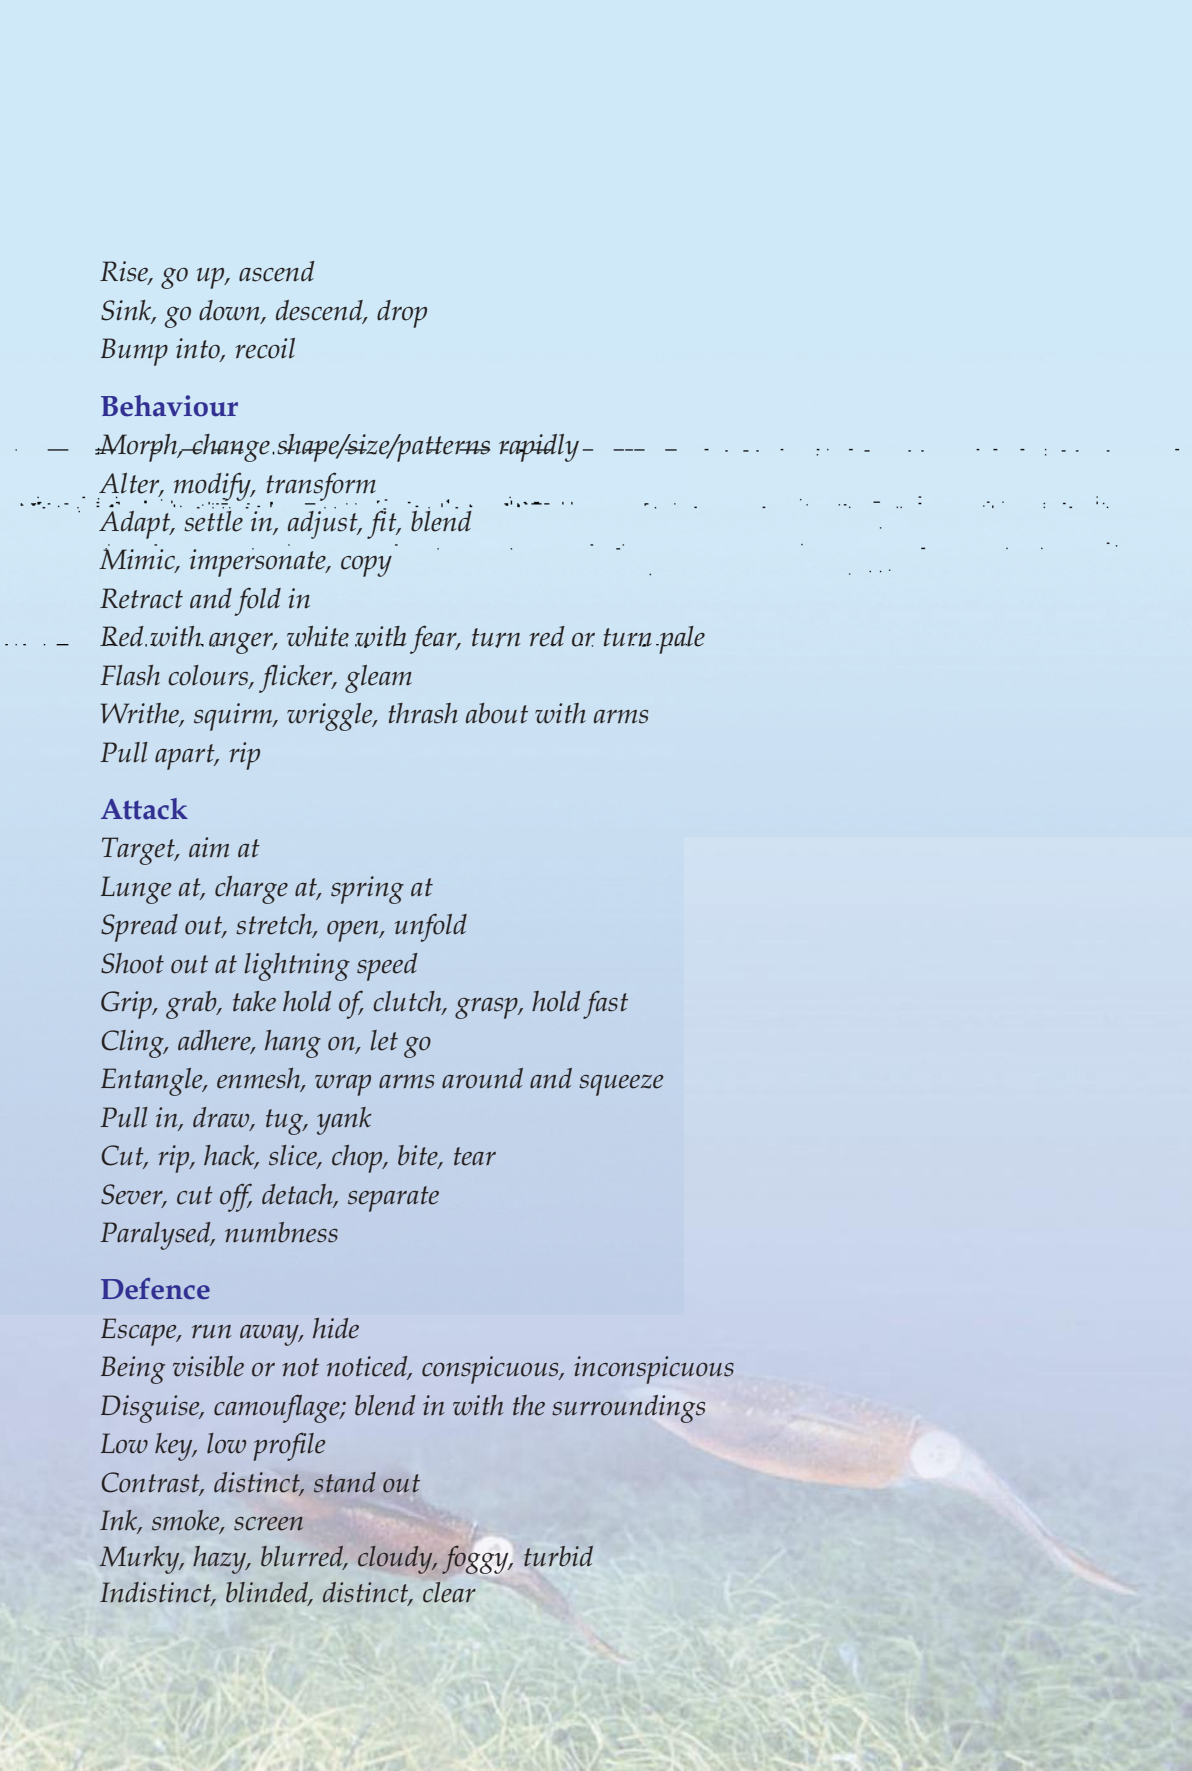 Rise, go up, ascend
Sink, go down, descend, drop
Bump into, recoil
Behaviour
Morph, change shape/size/patterns rapidly
Alter, modify, transform
Adapt, settle in, adjust, fit, blend
Mimic, impersonate, copy
Retract and fold in
Red with anger, white with fear, turn red or turn pale
Flash colours, flicker, gleam
Writhe, squirm, wriggle, thrash about with arms
Pull apart, rip
Attack
Target, aim at
Lunge at, charge at, spring at
Spread out, stretch, open, unfold
Shoot out at lightning speed
Grip, grab, take hold of, clutch, grasp, hold fast
Cling, adhere, hang on, let go
Entangle, enmesh, wrap arms around and squeeze
Pull in, draw, tug, yank
Cut, rip, hack, slice, chop, bite, tear
Sever, cut off, detach, separate
Paralysed, numbness
Defence
Escape, run away, hide
Being visible or not noticed, conspicuous, inconspicuous
Disguise, camouflage; blend in with the surroundings
Low key, low profile
Contrast, distinct, stand out
Ink, smoke, screen
Murky, hazy, blurred, cloudy, foggy, turbid
Indistinct, blinded, distinct, clear